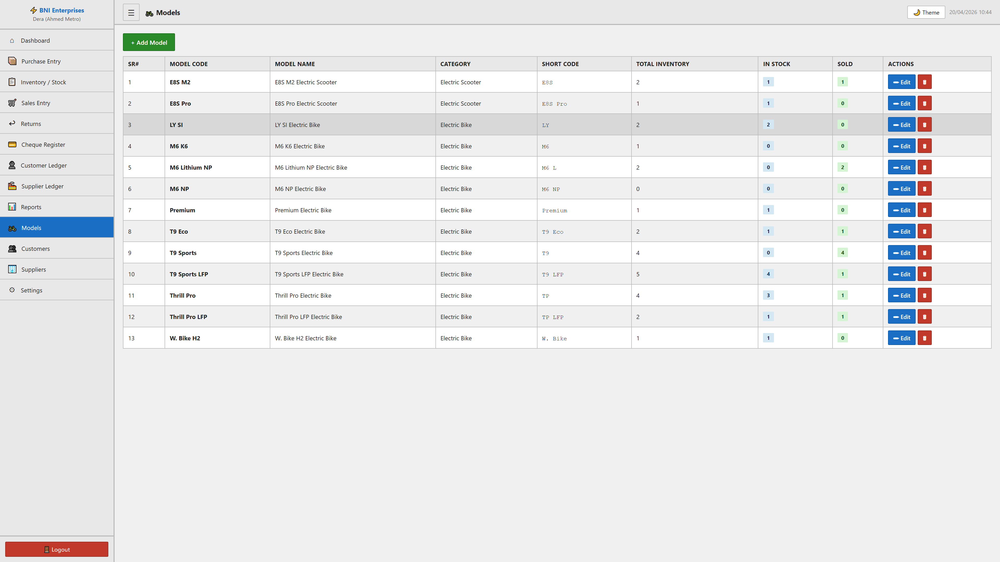 ⚡ BNI Enterprises
Dera (Ahmed Metro)
Dashboard
Purchase Entry
Inventory / Stock
Sales Entry
Returns
Cheque Register
Customer Ledger
Supplier Ledger
Reports
Models
Customers
Suppliers
Settings
Logout
☰ Models
Theme 20/04/2026 10:44
+ Add Model
SR# MODEL CODE MODEL NAME CATEGORY SHORT CODE TOTAL INVENTORY IN STOCK SOLD ACTIONS
1 E8S M2 E8S M2 Electric Scooter Electric Scooter E8S 2 1 1 Edit
2 E8S Pro E8S Pro Electric Scooter Electric Scooter E8S Pro 1 1 0 Edit
3 LY SI LY SI Electric Bike Electric Bike LY 2 2 0 Edit
4 M6 K6 M6 K6 Electric Bike Electric Bike M6 1 0 0 Edit
5 M6 Lithium NP M6 Lithium NP Electric Bike Electric Bike M6 L 2 0 2 Edit
6 M6 NP M6 NP Electric Bike Electric Bike M6 NP 0 0 0 Edit
7 Premium Premium Electric Bike Electric Bike Premium 1 1 0 Edit
8 T9 Eco T9 Eco Electric Bike Electric Bike T9 Eco 2 1 1 Edit
9 T9 Sports T9 Sports Electric Bike Electric Bike T9 4 0 4 Edit
10 T9 Sports LFP T9 Sports LFP Electric Bike Electric Bike T9 LFP 5 4 1 Edit
11 Thrill Pro Thrill Pro Electric Bike Electric Bike TP 4 3 1 Edit
12 Thrill Pro LFP Thrill Pro LFP Electric Bike Electric Bike TP LFP 2 1 1 Edit
13 W. Bike H2 W. Bike H2 Electric Bike Electric Bike W. Bike 1 1 0 Edit